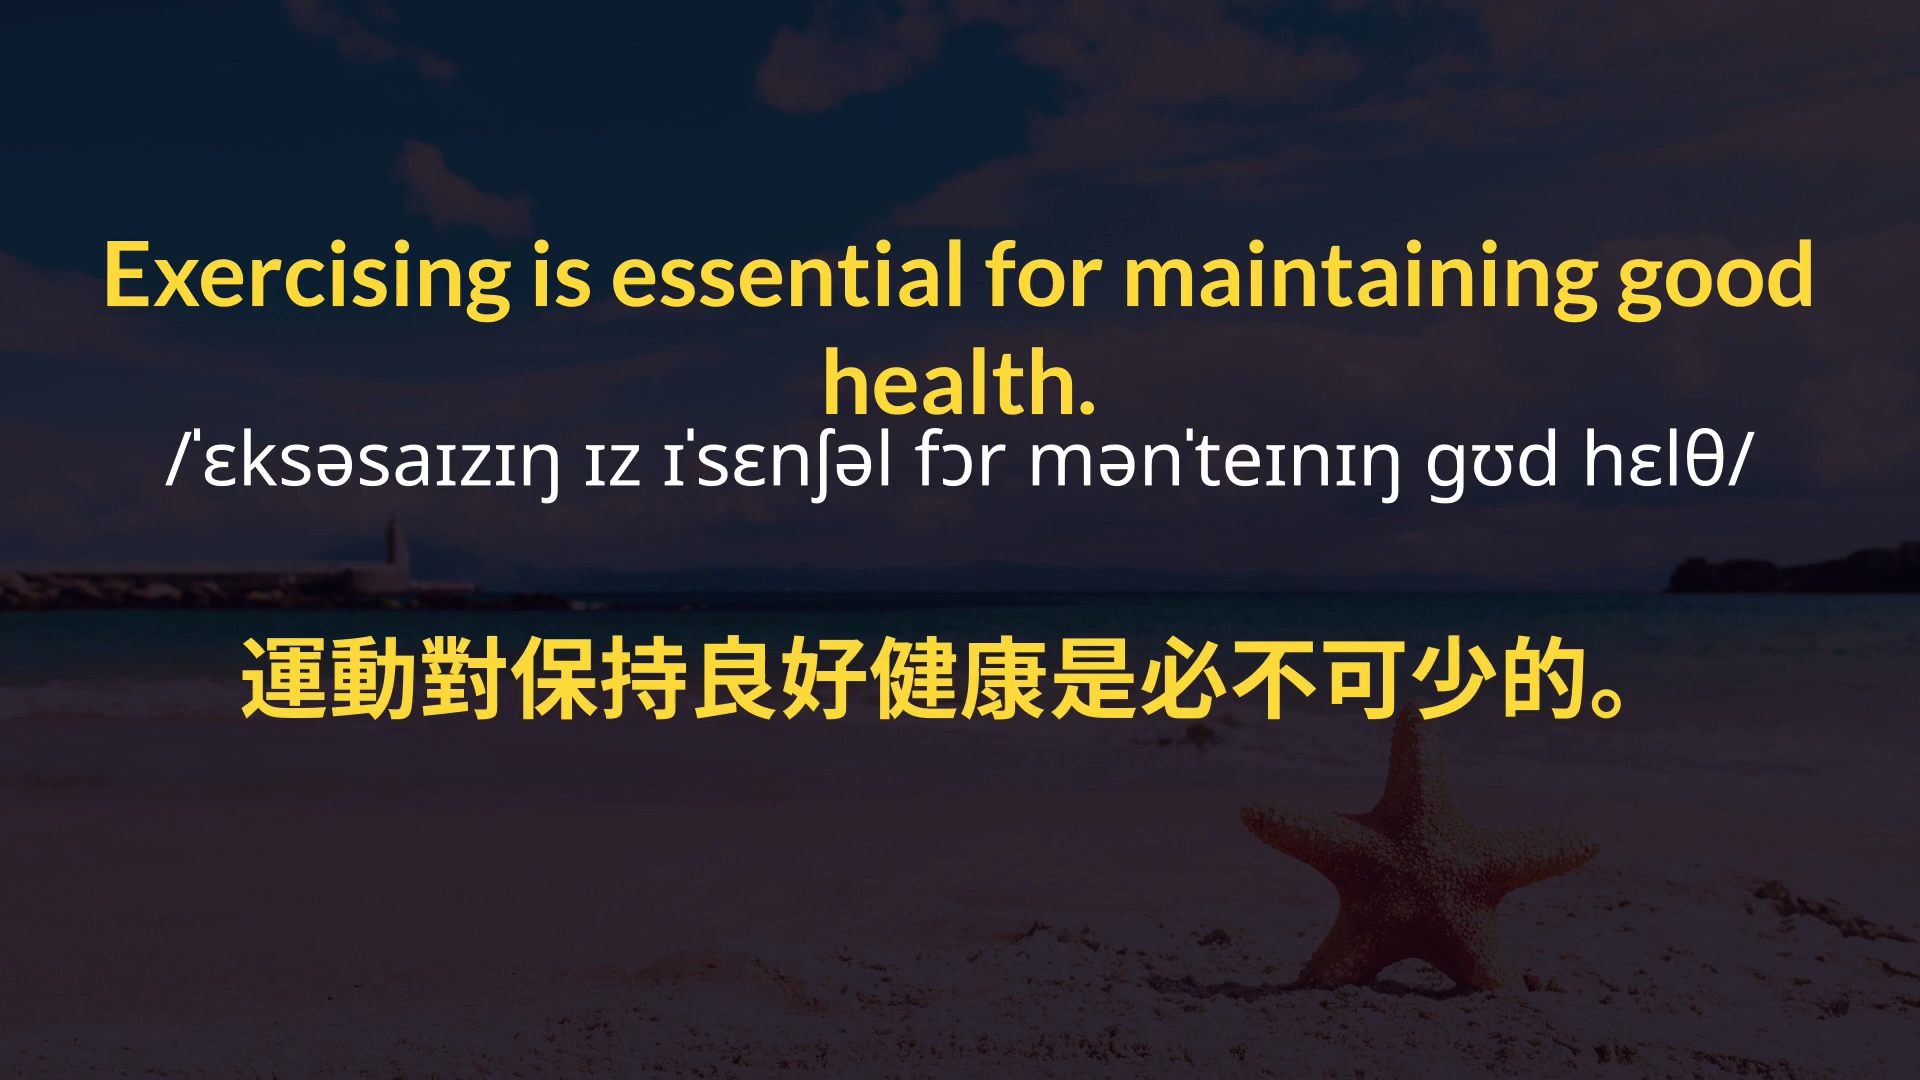 Exercising is essential for maintaining good
health.
/ˈɛksəsaɪzɪŋ ɪz ɪˈsɛnʃəl fɔr mənˈteɪnɪŋ gʊd hɛlθ/
運動對保持良好健康是必不可少的。